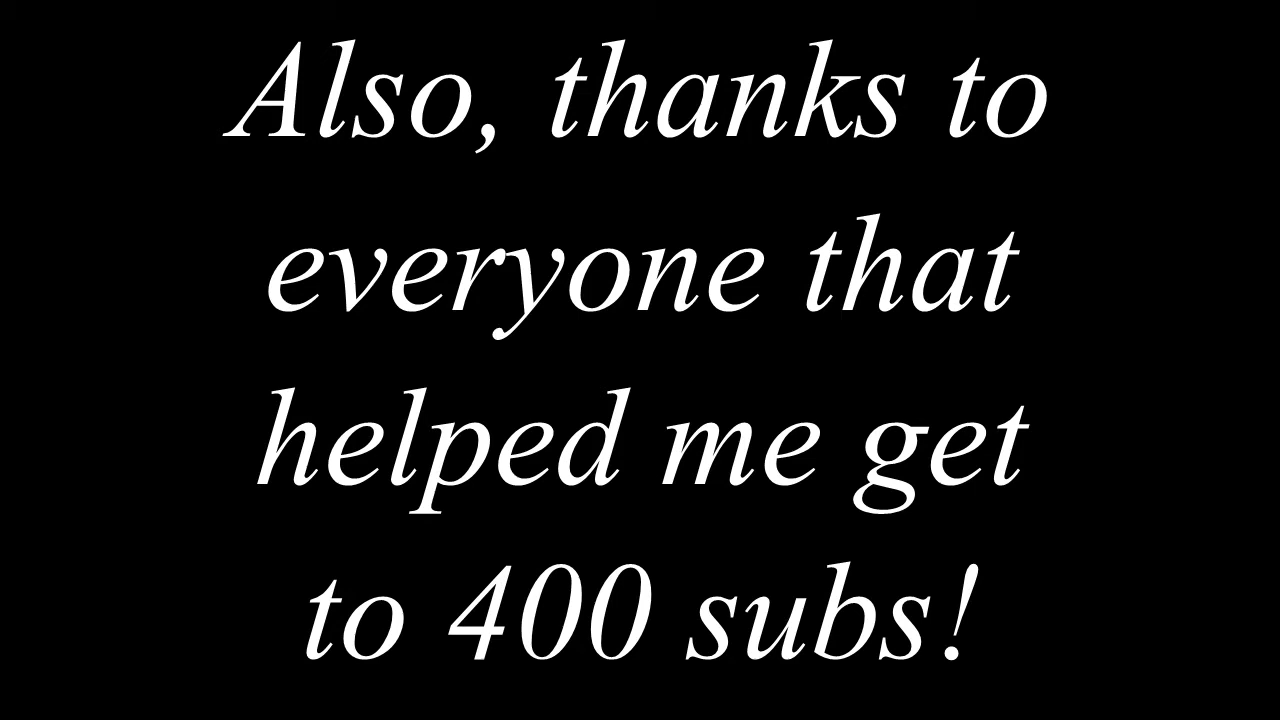 Also, thanks to
everyone that
helped me get
to 400 subs!